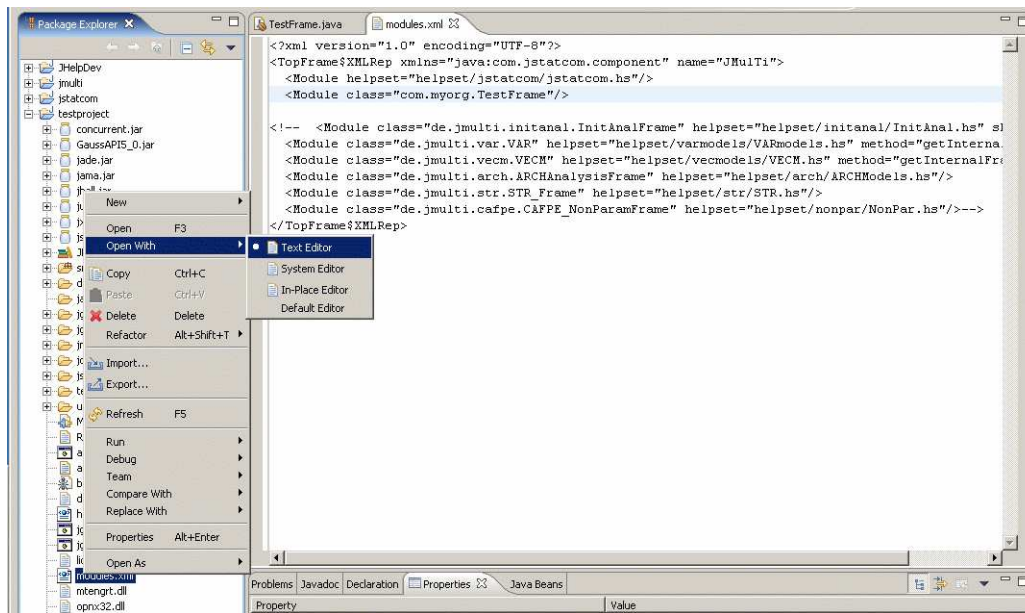 Package Explorer
JHelpDev
jmulti
jstatcom
testproject
concurrent.jar
GaussAPI5_0.jar
jade.jar
jama.jar
New
Open F3
Open With
Copy Ctrl+C
Paste Ctrl+V
Delete Delete
Refactor Alt+Shift+T
Import...
Export...
Refresh F5
Run
Debug
Team
Compare With
Replace With
Properties Alt+Enter
Open As
modules.xml
mtengrt.dll
opnx32.dll
Text Editor
System Editor
In-Place Editor
Default Editor
TestFrame.java modules.xml
<?xml version="1.0" encoding="UTF-8"?>
<TopFrame$XMLRep xmlns="java:com.jstatcom.component" name="JMulTi">
<Module helpset="helpset/jstatcom/jstatcom.hs"/>
<Module class="com.myorg.TestFrame"/>
<!-- <Module class="de.jmulti.initanal.InitAnalFrame" helpset="helpset/initanal/InitAnal.hs"
<Module class="de.jmulti.var.VAR" helpset="helpset/varmodels/VARmodels.hs" method="getInterna
<Module class="de.jmulti.vecm.VECM" helpset="helpset/vecmodels/VECM.hs" method="getInternalFr
<Module class="de.jmulti.arch.ARCHAnalysisFrame" helpset="helpset/arch/ARCHModels.hs"/>
<Module class="de.jmulti.str.STR_Frame" helpset="helpset/str/STR.hs"/>
<Module class="de.jmulti.cafpe.CAFPE_NonParamFrame" helpset="helpset/nonpar/NonPar.hs"/>-->
</TopFrame$XMLRep>
Problems Javadoc Declaration Properties Java Beans
Property Value